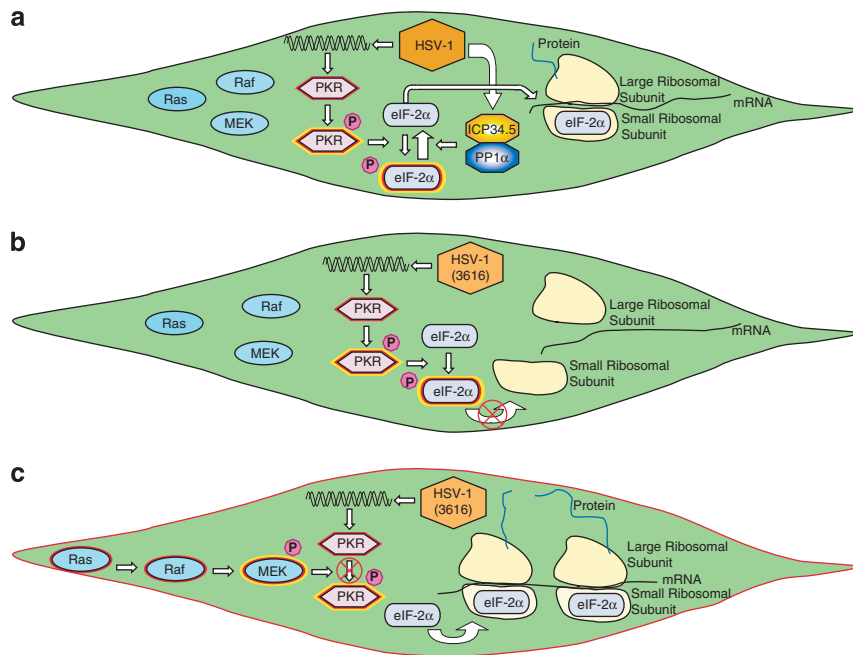 a
HSV-1
Protein
Raf
PKR
Large Ribosomal
Subunit
Ras
mRNA
MEK
P
eIF-2α
ICP34.5
Small Ribosomal
Subunit
PKR
eIF-2α
PP1α
P
eIF-2α
b
HSV-1
(3616)
Raf
PKR
Large Ribosomal
Subunit
Ras
mRNA
P
eIF-2α
MEK
PKR
Small Ribosomal
Subunit
P
eIF-2α
c
HSV-1
(3616)
Protein
P
PKR
Large Ribosomal
Subunit
Ras
Raf
MEK
P
mRNA
PKR
eIF-2α
eIF-2α
Small Ribosomal
Subunit
eIF-2α